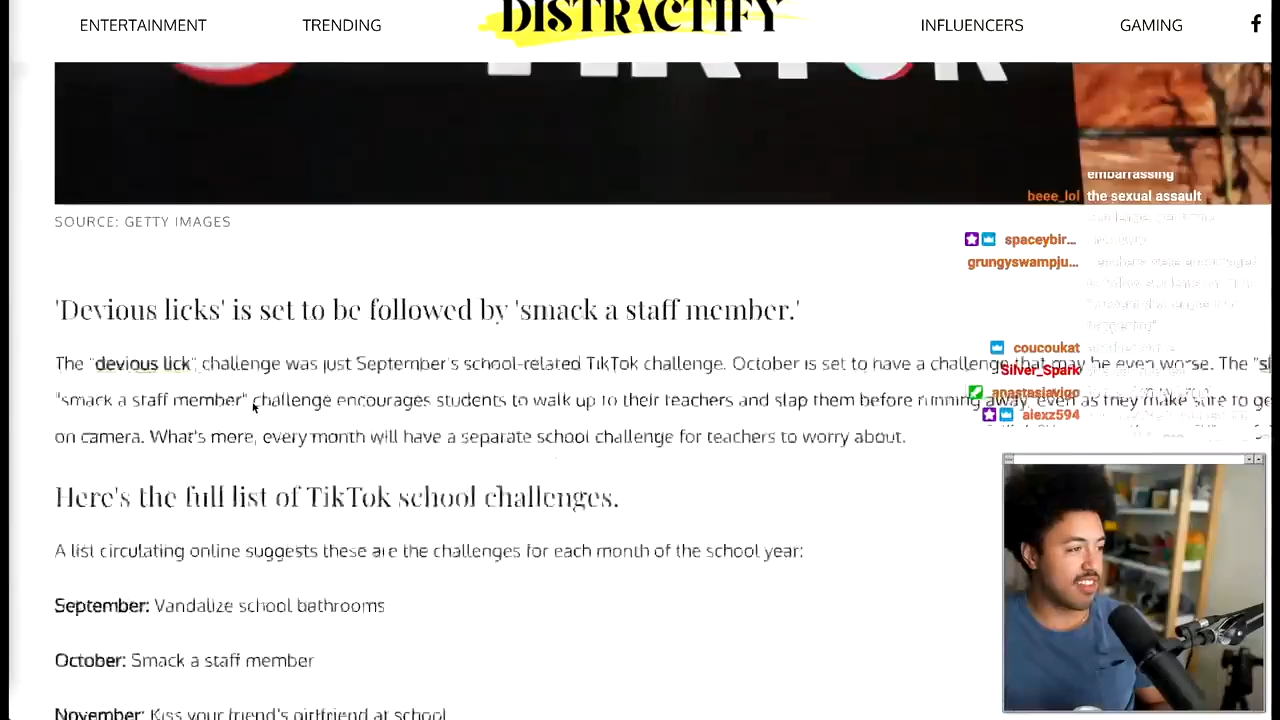 ENTERTAINMENT TRENDING DISTRACTIFY INFLUENCERS GAMING
TIKTOK
SOURCE: GETTY IMAGES
embarrassing
beee_lol the sexual assault
spaceybir...
grungyswampju...
coucoukat
Silver_Spark
anastasiavigo
alexz594
'Devious licks' is set to be followed by 'smack a staff member.'
The "devious lick" challenge was just September's school-related TikTok challenge. October is set to have a challenge that may be even worse. The
"smack a staff member" challenge encourages students to walk up to their teachers and slap them before running away, even as they make sure to ge
on camera. What's more, every month will have a separate school challenge for teachers to worry about.
Here's the full list of TikTok school challenges.
A list circulating online suggests these are the challenges for each month of the school year:
September: Vandalize school bathrooms
October: Smack a staff member
November: Kiss your friend's girlfriend at school